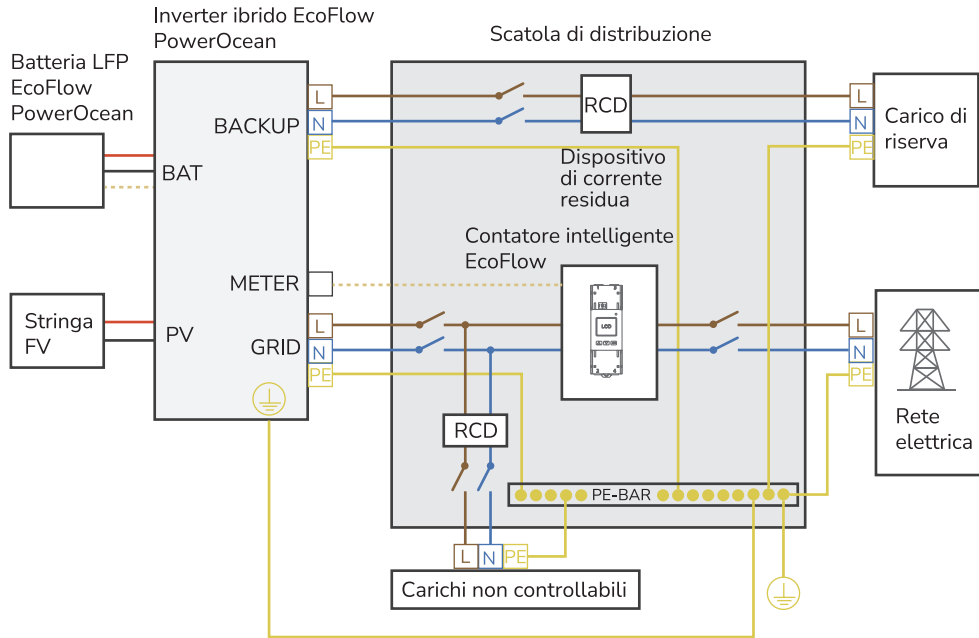 Inverter ibrido EcoFlow
PowerOcean
Scatola di distribuzione
Batteria LFP
EcoFlow
PowerOcean
BACKUP
L
N
PE
RCD
L
N
PE
Carico di
riserva
BAT
Dispositivo
di corrente
residua
Contatore intelligente
EcoFlow
METER
LCD
Stringa
FV
PV
GRID
L
N
PE
L
N
PE
Rete
elettrica
RCD
PE-BAR
L
N
PE
Carichi non controllabili